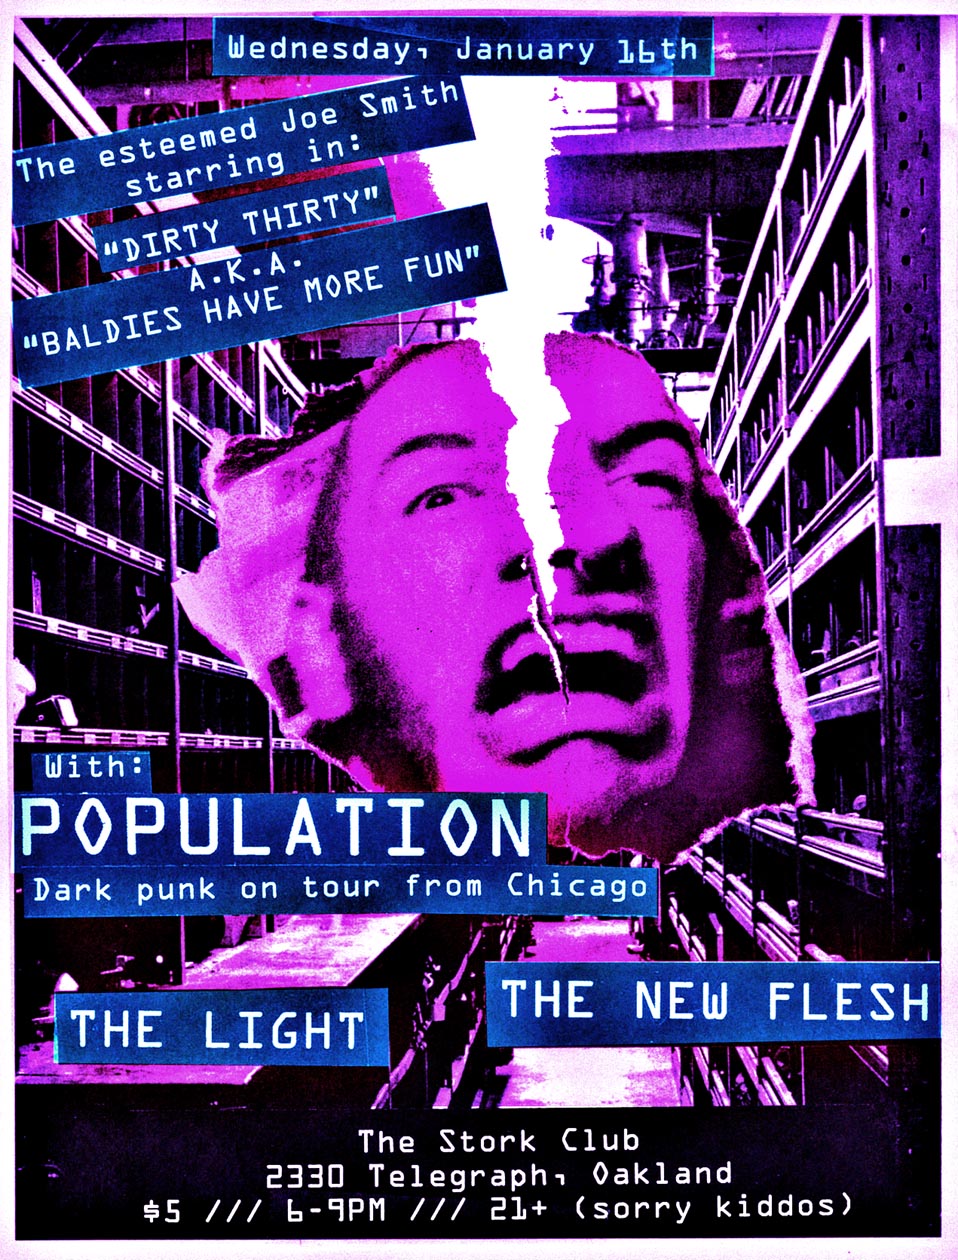 Wednesday, January 16th
The esteemed Joe Smith
starring in:
"DIRTY THIRTY"
A.K.A.
"BALDIES HAVE MORE FUN"
With:
POPULATION
Dark punk on tour from Chicago
THE LIGHT
THE NEW FLESH
The Stork Club
2330 Telegraph, Oakland
$5 /// 6-9PM /// 21+ (sorry kiddos)